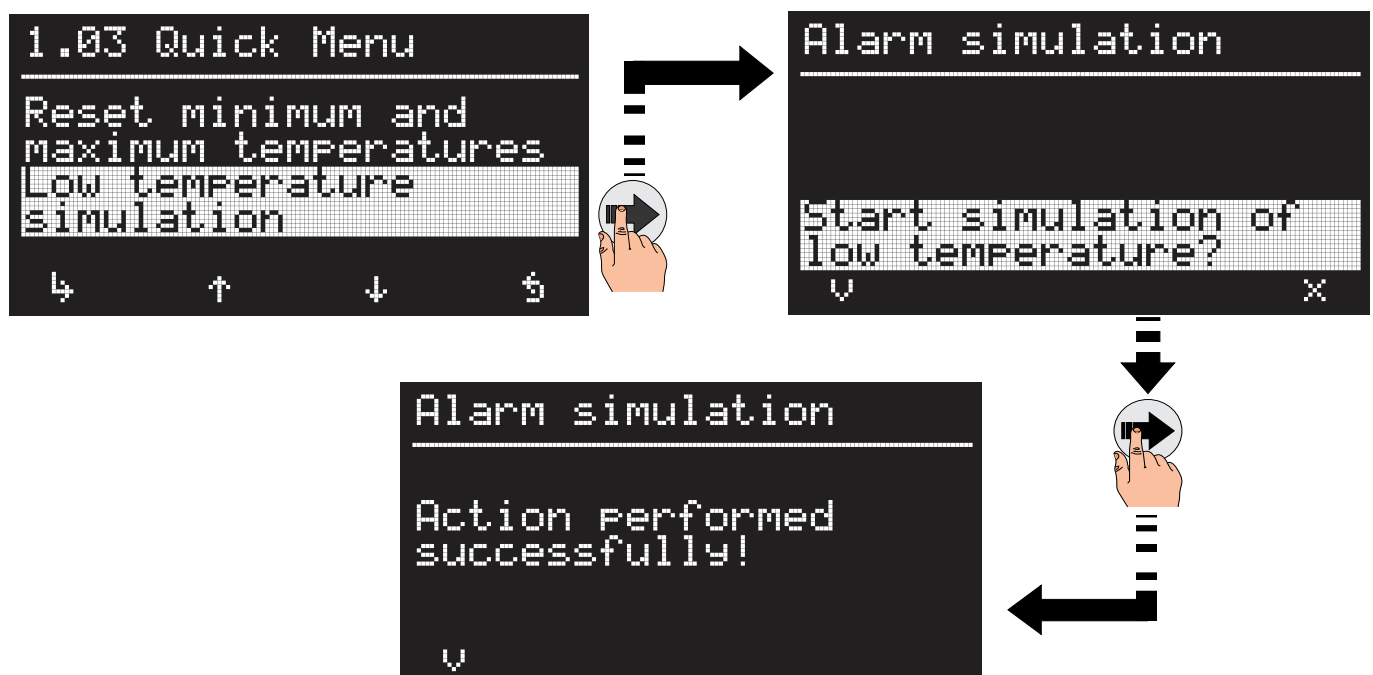 1.03 Quick Menu
Reset minimum and
maximum temperatures
Low temperature
simulation
Alarm simulation
Start simulation of
low temperature?
V X
Alarm simulation
Action performed
successfully!
V